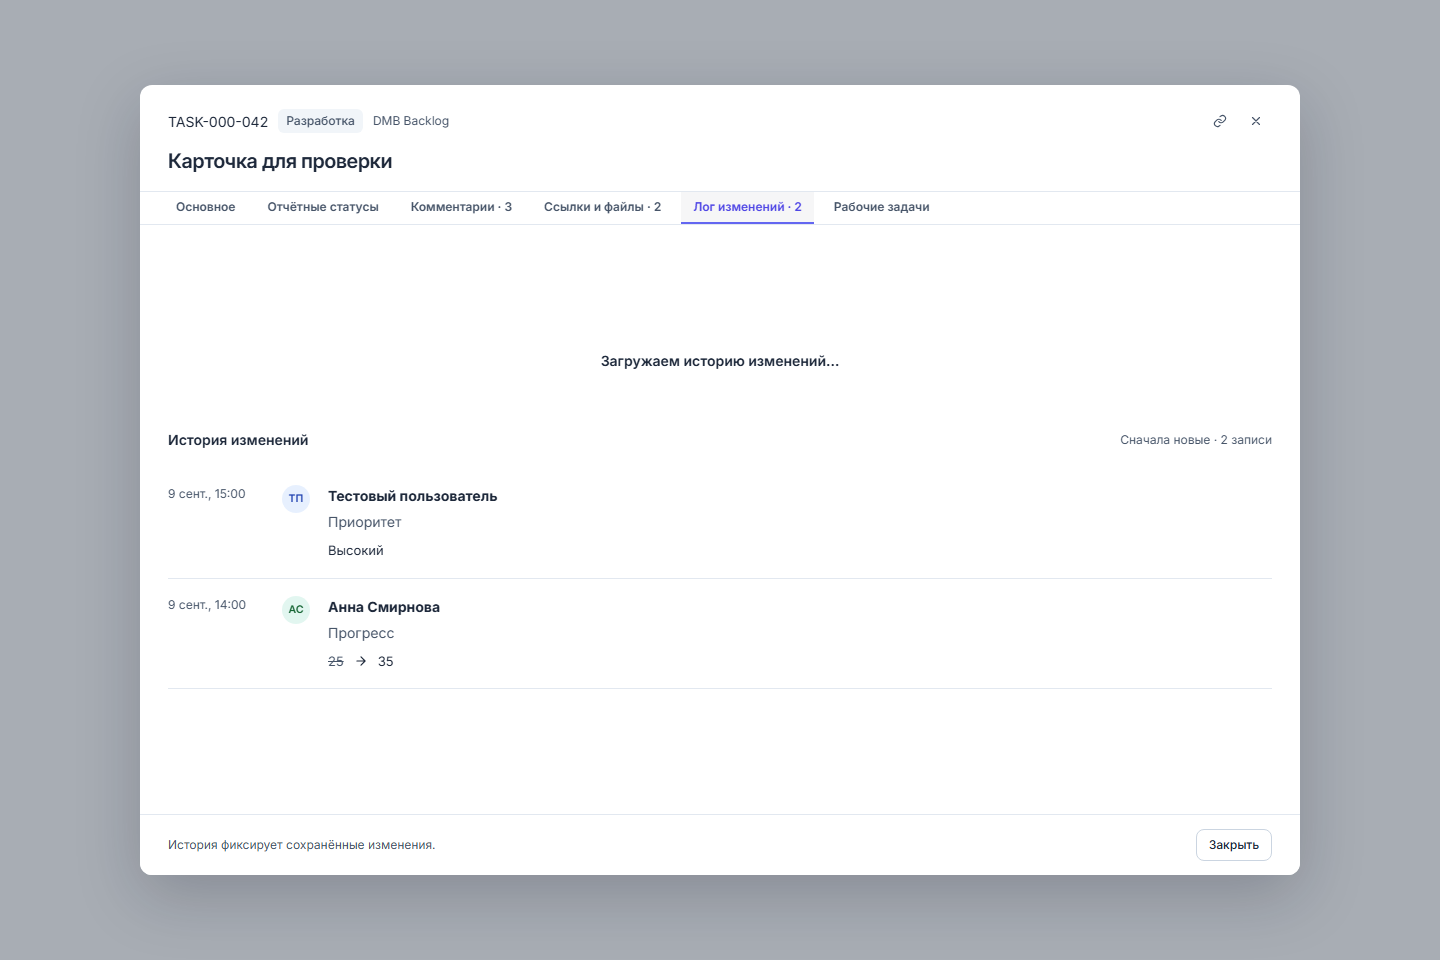 TASK-000-042 Разработка DMB Backlog
Карточка для проверки
Основное Отчётные статусы Комментарии · 3 Ссылки и файлы · 2 Лог изменений · 2 Рабочие задачи
Загружаем историю изменений...
История изменений Сначала новые · 2 записи
9 сент., 15:00 ТП Тестовый пользователь
Приоритет
Высокий
9 сент., 14:00 АС Анна Смирнова
Прогресс
25 → 35
История фиксирует сохранённые изменения. Закрыть